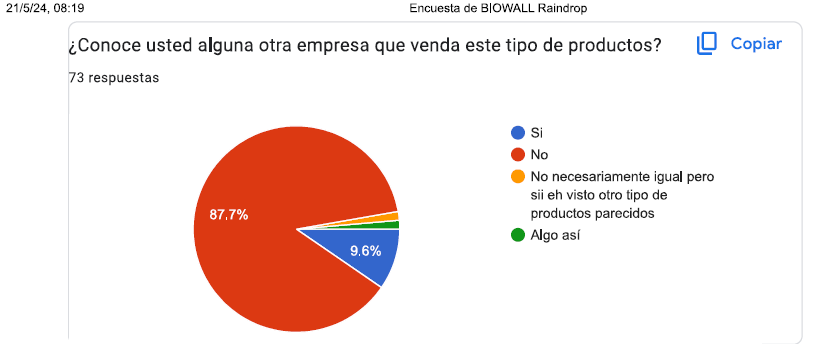 21/5/24, 08:19
Encuesta de BIOWALL Raindrop
¿Conoce usted alguna otra empresa que venda este tipo de productos?
Copiar
73 respuestas
Si
No
No necesariamente igual pero
sii eh visto otro tipo de
productos parecidos
Algo así
87.7%
9.6%